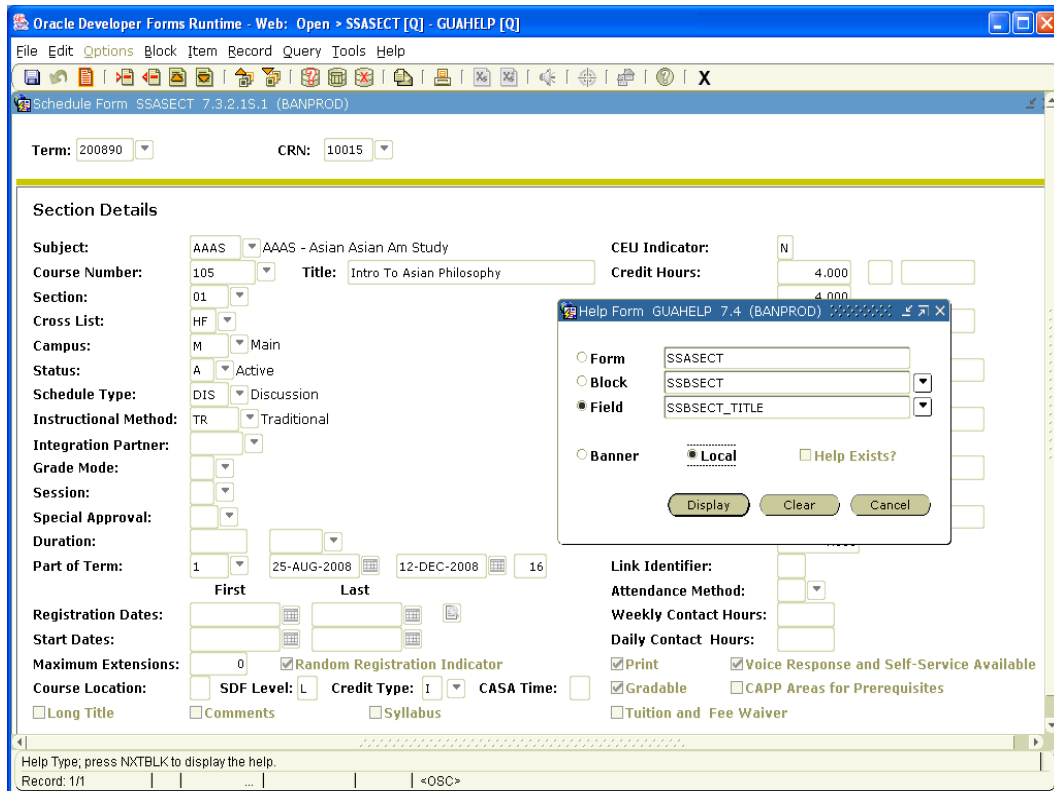 Oracle Developer Forms Runtime - Web: Open > SSASECT [Q] - GUAHELP [Q]
File Edit Options Block Item Record Query Tools Help
Schedule Form SSASECT 7.3.2.1S.1 (BANPROD)
Term: 200890 CRN: 10015
Section Details
Subject: AAAS AAAS - Asian Asian Am Study CEU Indicator: N
Course Number: 105 Title: Intro To Asian Philosophy Credit Hours: 4.000
Section: 01 4.000
Cross List: HF
Campus: M Main
Status: A Active
Schedule Type: DIS Discussion
Instructional Method: TR Traditional
Integration Partner:
Grade Mode:
Session:
Special Approval:
Duration:
Part of Term: 1 25-AUG-2008 12-DEC-2008 16 Link Identifier:
First Last Attendance Method:
Registration Dates: Weekly Contact Hours:
Start Dates: Daily Contact Hours:
Maximum Extensions: 0 Random Registration Indicator Print Voice Response and Self-Service Available
Course Location: SDF Level: L Credit Type: I CASA Time: Gradable CAPP Areas for Prerequisites
Long Title Comments Syllabus Tuition and Fee Waiver
Help Form GUAHELP 7.4 (BANPROD)
Form SSASECT
Block SSBSECT
Field SSBSECT_TITLE
Banner Local Help Exists?
Display Clear Cancel
Help Type; press NXTBLK to display the help.
Record: 1/1 ... <OSC>